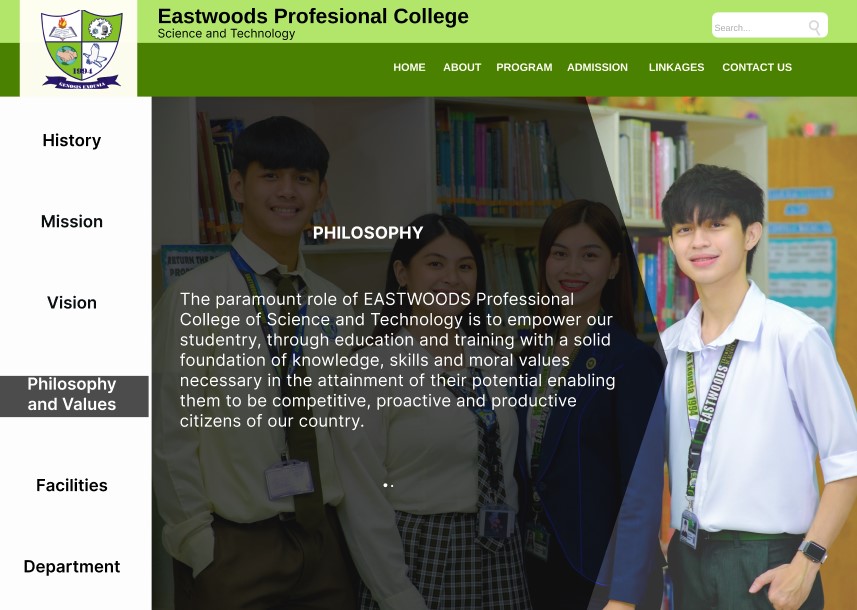 Eastwoods Profesional College
Science and Technology
Search...
1994
GENOSIS EXOUSIA
HOME ABOUT PROGRAM ADMISSION LINKAGES CONTACT US
History
Mission
Vision
Philosophy
and Values
Facilities
Department
PHILOSOPHY
The paramount role of EASTWOODS Professional
College of Science and Technology is to empower our
studentry, through education and training with a solid
foundation of knowledge, skills and moral values
necessary in the attainment of their potential enabling
them to be competitive, proactive and productive
citizens of our country.
Exousia 1994
EASTWOODS